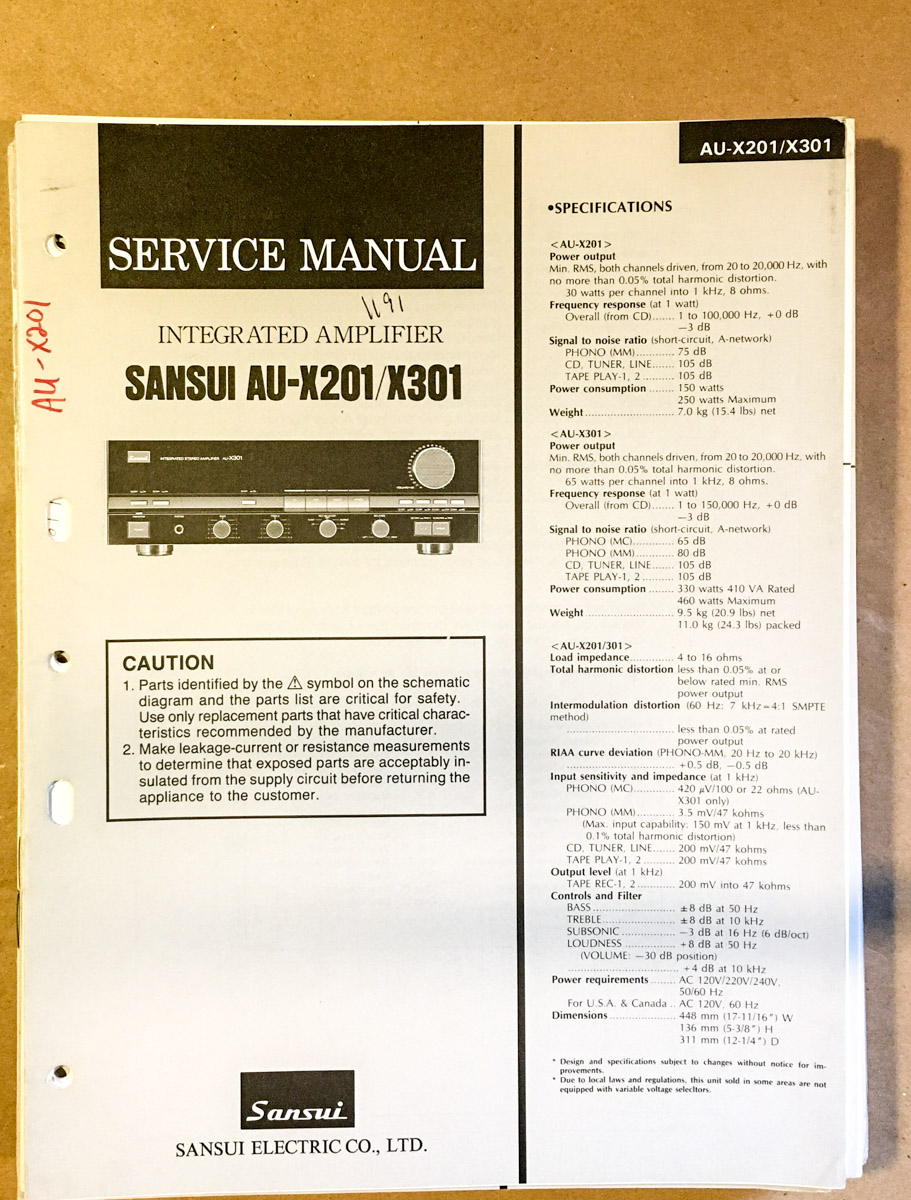 SERVICE MANUAL
1191
INTEGRATED AMPLIFIER
SANSUI AU-X201/X301
AU-X201
Sansui
INTEGRATED STEREO AMPLIFIER AU-X301
CAUTION
1. Parts identified by the ⚠ symbol on the schematic
diagram and the parts list are critical for safety.
Use only replacement parts that have critical charac-
teristics recommended by the manufacturer.
2. Make leakage-current or resistance measurements
to determine that exposed parts are acceptably in-
sulated from the supply circuit before returning the
appliance to the customer.
Sansui
SANSUI ELECTRIC CO., LTD.
AU-X201/X301
•SPECIFICATIONS
<AU-X201>
Power output
Min. RMS, both channels driven, from 20 to 20,000 Hz, with
no more than 0.05% total harmonic distortion.
30 watts per channel into 1 kHz, 8 ohms.
Frequency response (at 1 watt)
Overall (from CD)....... 1 to 100,000 Hz, +0 dB
−3 dB
Signal to noise ratio (short-circuit, A-network)
PHONO (MM)............ 75 dB
CD, TUNER, LINE....... 105 dB
TAPE PLAY-1, 2 .......... 105 dB
Power consumption ........ 150 watts
250 watts Maximum
Weight........................... 7.0 kg (15.4 lbs) net
<AU-X301>
Power output
Min. RMS, both channels driven, from 20 to 20,000 Hz, with
no more than 0.05% total harmonic distortion.
65 watts per channel into 1 kHz, 8 ohms.
Frequency response (at 1 watt)
Overall (from CD)....... 1 to 150,000 Hz, +0 dB
−3 dB
Signal to noise ratio (short-circuit, A-network)
PHONO (MC)............. 65 dB
PHONO (MM)............ 80 dB
CD, TUNER, LINE....... 105 dB
TAPE PLAY-1, 2 .......... 105 dB
Power consumption ........ 330 watts 410 VA Rated
460 watts Maximum
Weight........................... 9.5 kg (20.9 lbs) net
11.0 kg (24.3 lbs) packed
<AU-X201/301>
Load impedance.............. 4 to 16 ohms
Total harmonic distortion less than 0.05% at or
below rated min. RMS
power output
Intermodulation distortion (60 Hz: 7 kHz=4:1 SMPTE
method)
................................. less than 0.05% at rated
power output
RIAA curve deviation (PHONO-MM, 20 Hz to 20 kHz)
................................. +0.5 dB, −0.5 dB
Input sensitivity and impedance (at 1 kHz)
PHONO (MC)............. 420 µV/100 or 22 ohms (AU-
X301 only)
PHONO (MM)............ 3.5 mV/47 kohms
(Max. input capability: 150 mV at 1 kHz, less than
0.1% total harmonic distortion)
CD, TUNER, LINE....... 200 mV/47 kohms
TAPE PLAY-1, 2 .......... 200 mV/47 kohms
Output level (at 1 kHz)
TAPE REC-1, 2 ........... 200 mV into 47 kohms
Controls and Filter
BASS......................... ±8 dB at 50 Hz
TREBLE...................... ±8 dB at 10 kHz
SUBSONIC ................ −3 dB at 16 Hz (6 dB/oct)
LOUDNESS ............... +8 dB at 50 Hz
(VOLUME: −30 dB position)
................................. +4 dB at 10 kHz
Power requirements ........ AC 120V/220V/240V,
50/60 Hz
For U.S.A. & Canada .. AC 120V, 60 Hz
Dimensions .................... 448 mm (17-11/16″) W
136 mm (5-3/8″) H
311 mm (12-1/4″) D
* Design and specifications subject to changes without notice for im-
provements.
* Due to local laws and regulations, this unit sold in some areas are not
equipped with variable voltage selecltors.